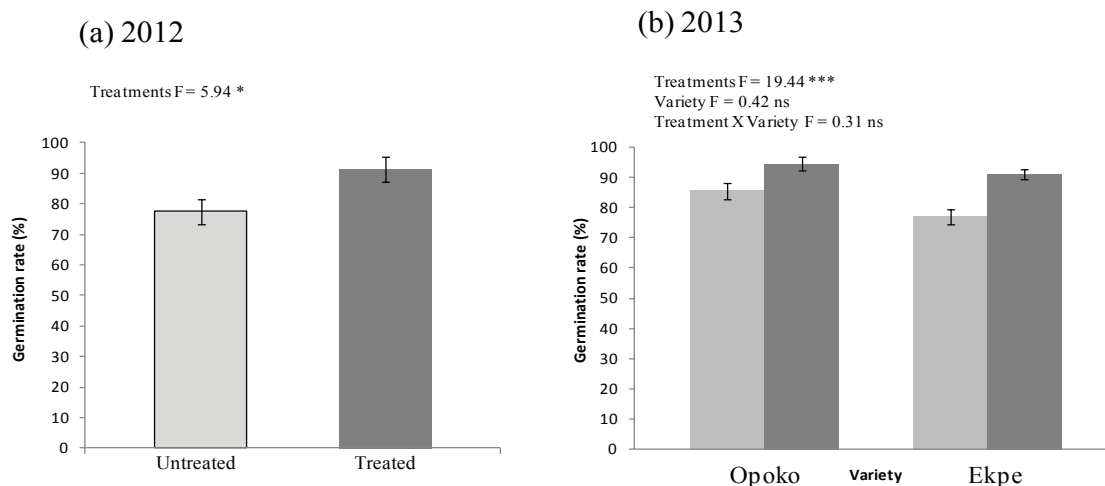 (a) 2012
Treatments F = 5.94 *
100
90
80
70
60
50
40
30
20
10
0
Germination rate (%)
Untreated Treated
(b) 2013
Treatments F = 19.44 ***
Variety F = 0.42 ns
Treatment X Variety F = 0.31 ns
100
90
80
70
60
50
40
30
20
10
0
Germination rate (%)
Opoko Variety Ekpe